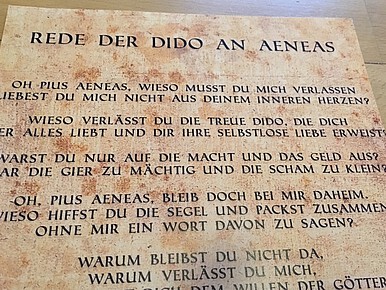 REDE DER DIDO AN AENEAS
OH PIUS AENEAS, WIESO MUSST DU MICH VERLASSEN
LIEBEST DU MICH NICHT AUS DEINEM INNEREN HERZEN?
WIESO VERLÄSST DU DIE TREUE DIDO, DIE DICH
ER ALLES LIEBT UND DIR IHRE SELBSTLOSE LIEBE ERWEIST?
WARST DU NUR AUF DIE MACHT UND DAS GELD AUS?
AR DIE GIER ZU MÄCHTIG UND DIE SCHAM ZU KLEIN?
OH, PIUS AENEAS, BLEIB DOCH BEI MIR DAHEIM,
WIESO HIFFST DU DIE SEGEL UND PACKST ZUSAMMEN
OHNE MIR EIN WORT DAVON ZU SAGEN?
WARUM BLEIBST DU NICHT DA,
WARUM VERLÄSST DU MICH,
DICH DEM WILLEN DER GÖTTER